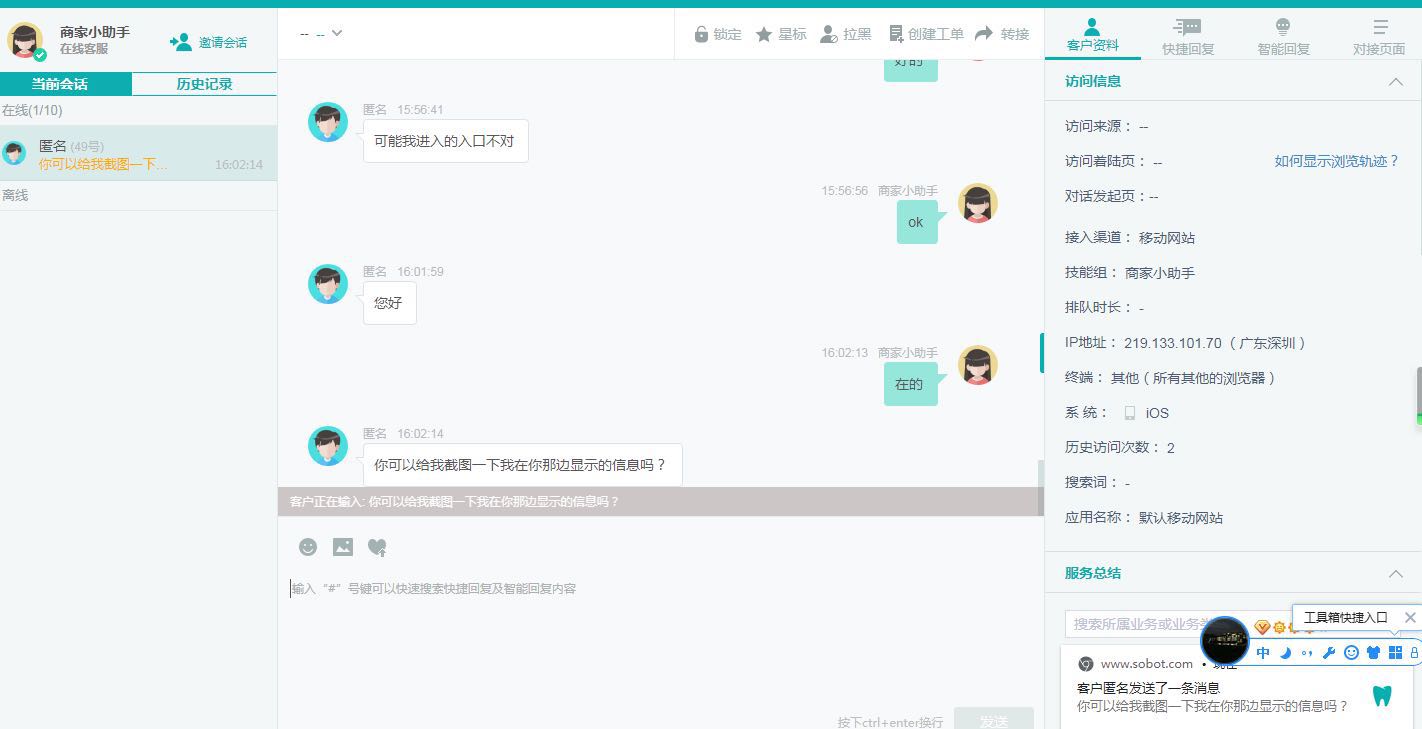 商家小助手
在线客服
邀请会话
当前会话
历史记录
在线(1/10)
匿名 (49号)
你可以给我截图一下... 16:02:14
离线
-- --
锁定
星标
拉黑
创建工单
转接
好的
匿名 15:56:41
可能我进入的入口不对
15:56:56 商家小助手
ok
匿名 16:01:59
您好
16:02:13 商家小助手
在的
匿名 16:02:14
你可以给我截图一下我在你那边显示的信息吗？
客户正在输入: 你可以给我截图一下我在你那边显示的信息吗？
输入“#”号键可以快速搜索快捷回复及智能回复内容
按下ctrl+enter换行
发送
客户资料
快捷回复
智能回复
对接页面
访问信息
访问来源： --
访问着陆页： --
如何显示浏览轨迹？
对话发起页：--
接入渠道： 移动网站
技能组： 商家小助手
排队时长： -
IP地址： 219.133.101.70 （广东深圳）
终端： 其他（所有其他的浏览器）
系 统： iOS
历史访问次数： 2
搜索词： -
应用名称： 默认移动网站
服务总结
搜索所属业务或业务
工具箱快捷入口
中
www.sobot.com • 现在
客户匿名发送了一条消息
你可以给我截图一下我在你那边显示的信息吗？